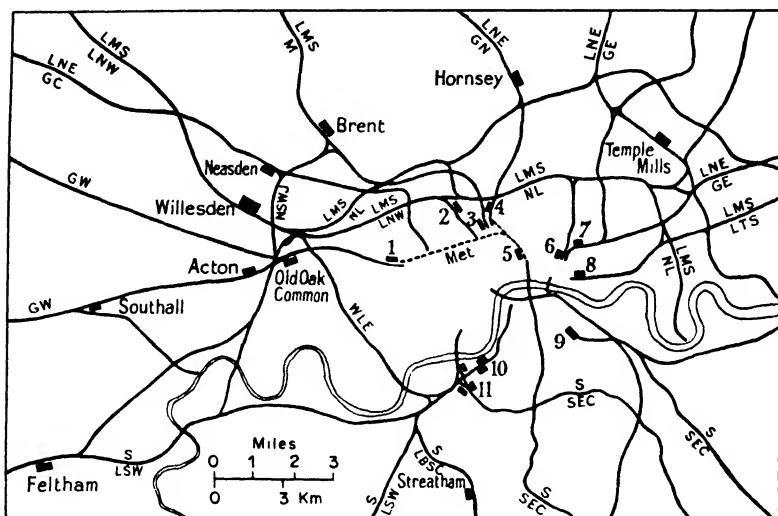 LMS
LNW
LMS
M
LNE
GN
LNE
GE
LNE
GC
Hornsey
Brent
Temple
Mills
Neasden
GW
LNE
GE
Willesden
NSWJ
LMS
NL
LMS
LNW
LMS
NL
LMS
LTS
2
3
4
7
1
Met
5
6
8
LMS
NL
Acton
Old Oak
Common
GW
Southall
WLE
9
10
11
S
SEC
S
SEC
Miles
0 1 2 3
0 3 Km
S
LSW
Feltham
S
LSW
S
LBSC
Streatham
S
SEC